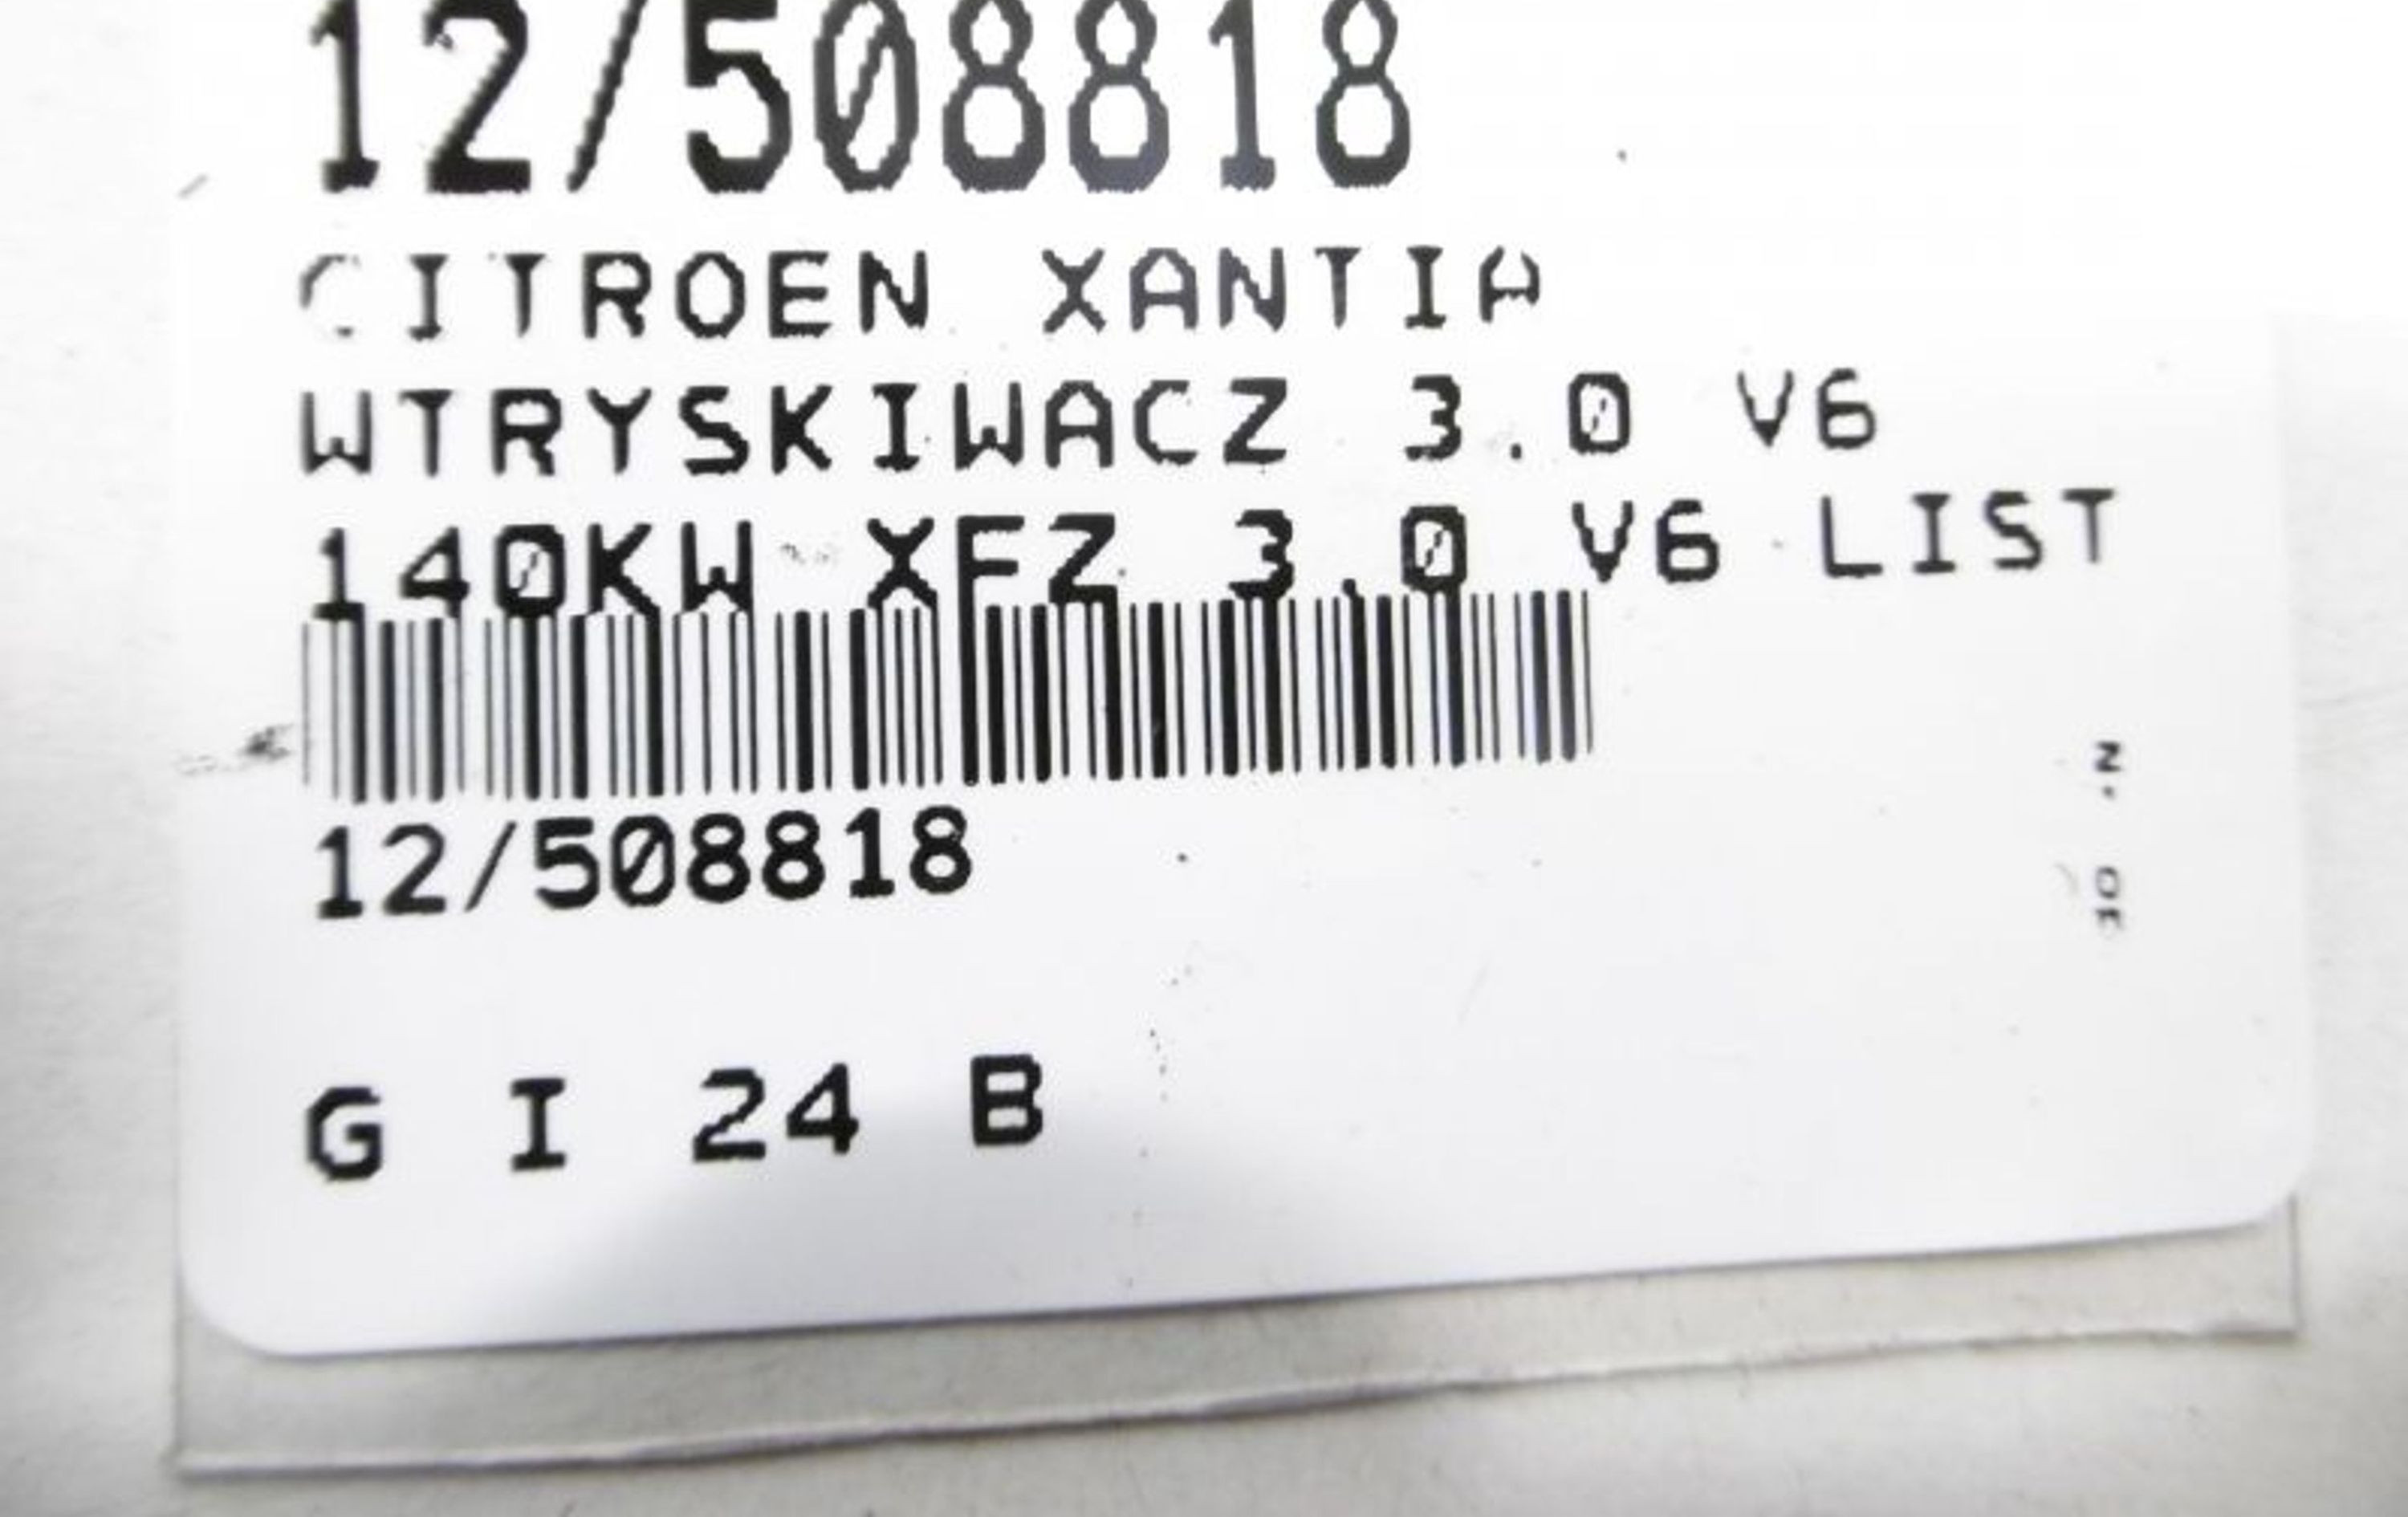 12/508818
CITROEN XANTIA
WTRYSKIWACZ 3.0 V6
140KW XFZ 3.0 V6 LIST
12/508818
G I 24 B